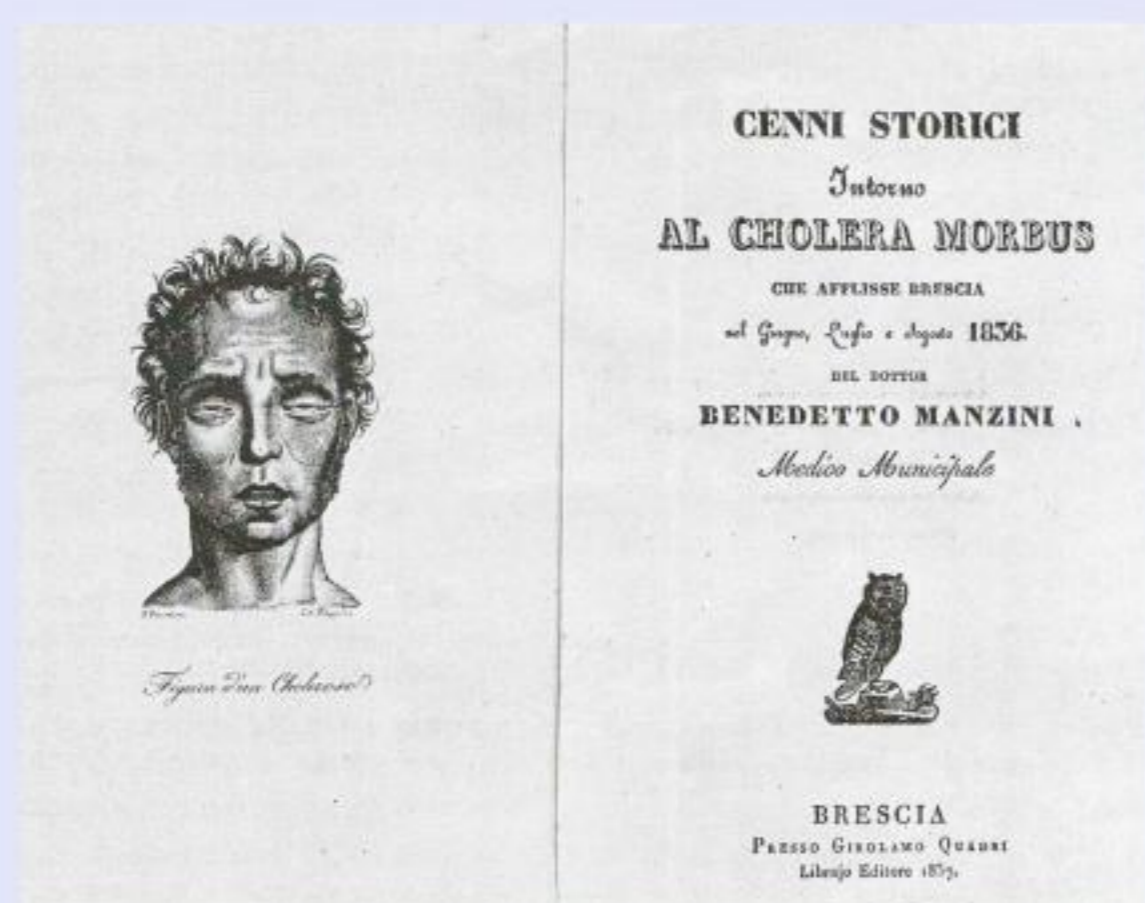 Figura d'un Choleroso
CENNI STORICI
Intorno
AL CHOLERA MORBUS
CHE AFFLISSE BRESCIA
nel Giugno, Luglio e Agosto 1836.
DEL DOTTOR
BENEDETTO MANZINI.
Medico Municipale
BRESCIA
PRESSO GIROLAMO QUADRI
Librajo Editore 1837.